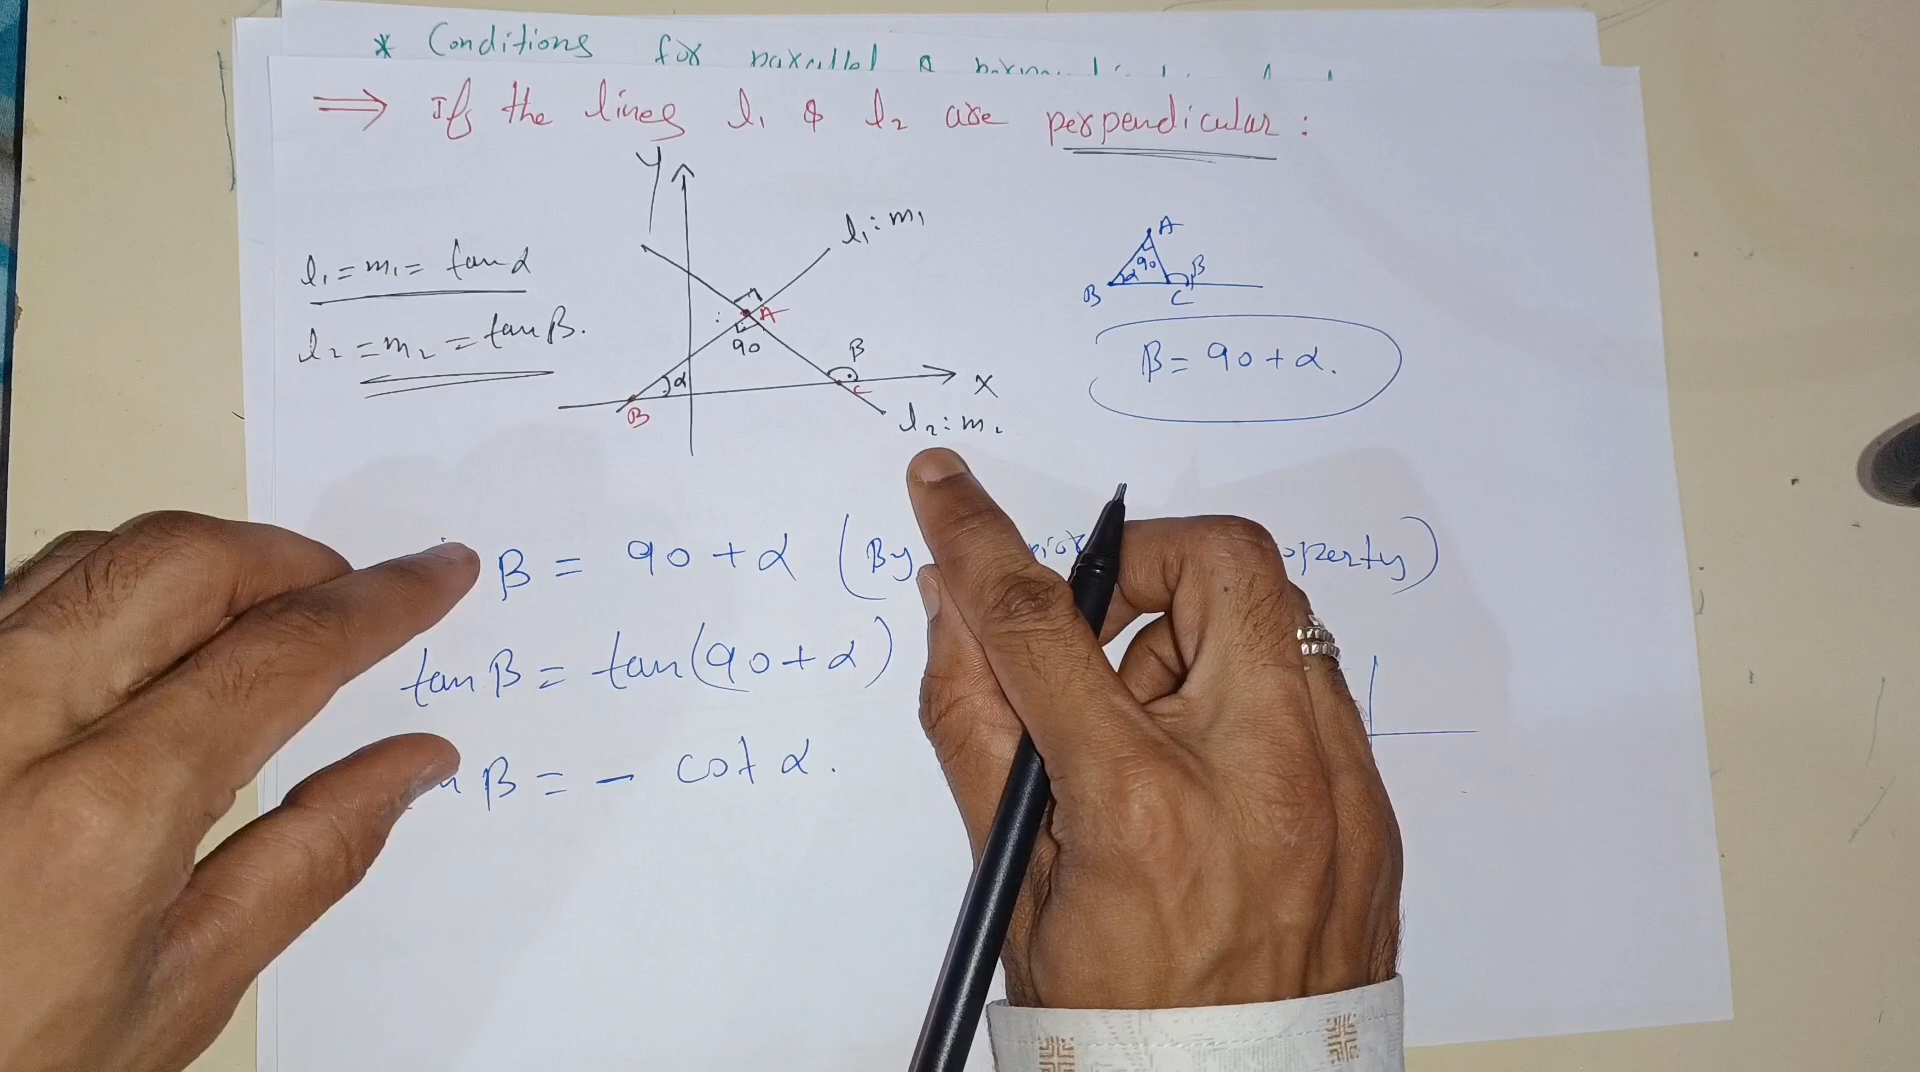 * Conditions for parallel &
⇒ If the lines l₁ & l₂ are perpendicular :
Y
l₁ : m₁
l₁ = m₁ = tan α
l₂ = m₂ = tan β.
A
90
α
B
β
C
X
l₂ : m₂
A
90
α
β
B
C
β = 90 + α.
β = 90 + α (By
tan β = tan(90 + α)
β = - cot α.